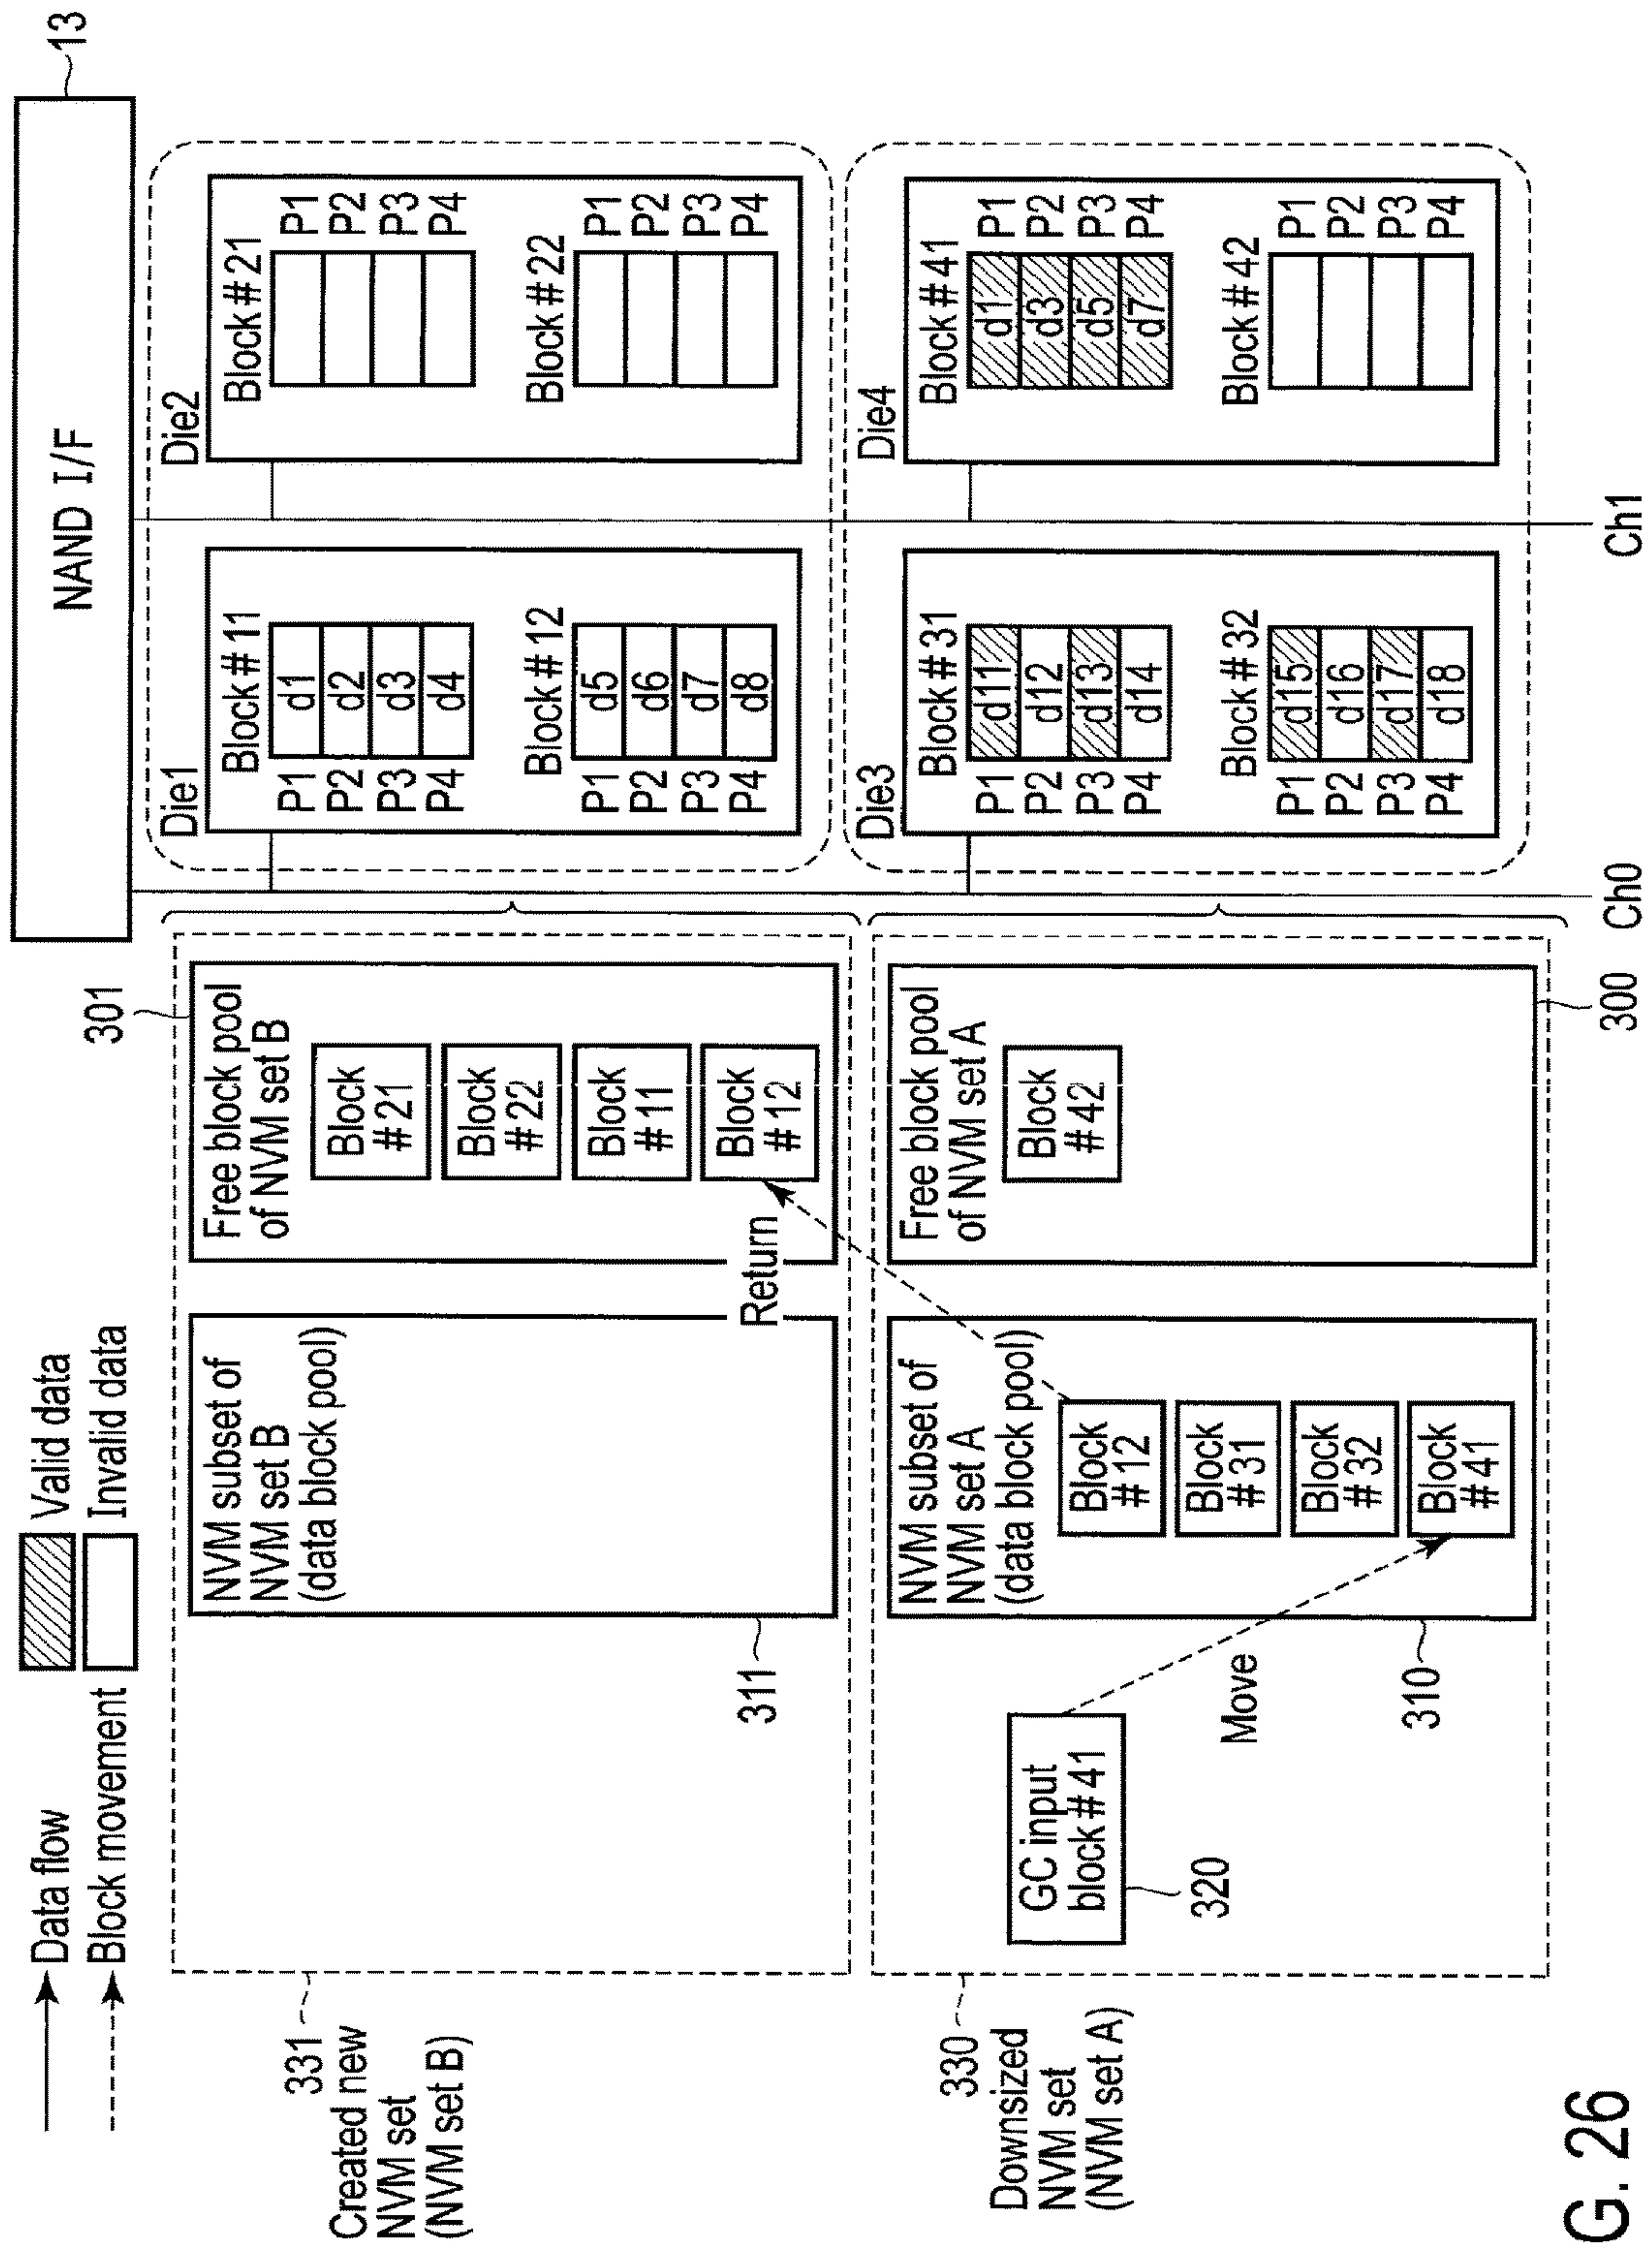 Data flow
Block movement
Valid data
Invalid data
331
Created new
NVM set
(NVM set B)
311
NVM subset of
NVM set B
(data block pool)
301
Free block pool
of NVM set B
Block
#21
Block
#22
Block
#11
Block
#12
Return
330
Downsized
NVM set
(NVM set A)
GC input
block #41
320
Move
310
NVM subset of
NVM set A
(data block pool)
Block
#12
Block
#31
Block
#32
Block
#41
Free block pool
of NVM set A
Block
#42
300
NAND I/F
13
Die1
Block #11
P1 d1
P2 d2
P3 d3
P4 d4
Block #12
P1 d5
P2 d6
P3 d7
P4 d8
Die2
Block #21
P1
P2
P3
P4
Block #22
P1
P2
P3
P4
Die3
Block #31
P1 d11
P2 d12
P3 d13
P4 d14
Block #32
P1 d15
P2 d16
P3 d17
P4 d18
Die4
Block #41
d1 P1
d3 P2
d5 P3
d7 P4
Block #42
P1
P2
P3
P4
Ch0
Ch1
G. 26